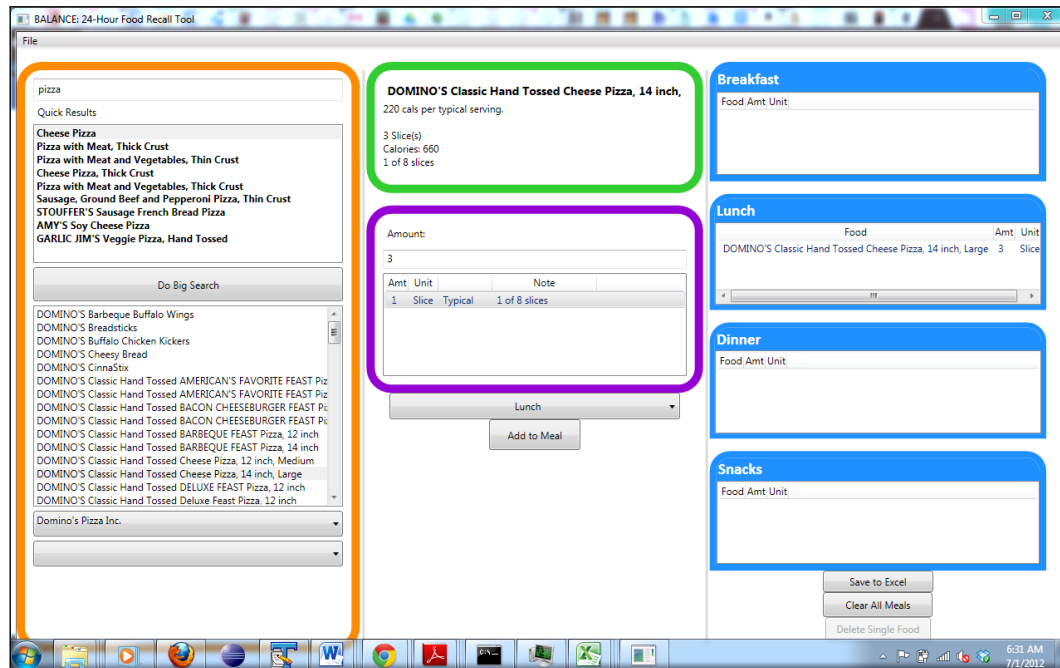 BALANCE: 24-Hour Food Recall Tool
File
pizza
Quick Results
Cheese Pizza
Pizza with Meat, Thick Crust
Pizza with Meat and Vegetables, Thin Crust
Cheese Pizza, Thick Crust
Pizza with Meat and Vegetables, Thick Crust
Sausage, Ground Beef and Pepperoni Pizza, Thin Crust
STOUFFER'S Sausage French Bread Pizza
AMY'S Soy Cheese Pizza
GARLIC JIM'S Veggie Pizza, Hand Tossed
Do Big Search
DOMINO'S Barbeque Buffalo Wings
DOMINO'S Breadsticks
DOMINO'S Buffalo Chicken Kickers
DOMINO'S Cheesy Bread
DOMINO'S CinnaStix
DOMINO'S Classic Hand Tossed AMERICAN'S FAVORITE FEAST Piz
DOMINO'S Classic Hand Tossed AMERICAN'S FAVORITE FEAST Piz
DOMINO'S Classic Hand Tossed BACON CHEESEBURGER FEAST Pi
DOMINO'S Classic Hand Tossed BACON CHEESEBURGER FEAST Pi
DOMINO'S Classic Hand Tossed BARBEQUE FEAST Pizza, 12 inch
DOMINO'S Classic Hand Tossed BARBEQUE FEAST Pizza, 14 inch
DOMINO'S Classic Hand Tossed Cheese Pizza, 12 inch, Medium
DOMINO'S Classic Hand Tossed Cheese Pizza, 14 inch, Large
DOMINO'S Classic Hand Tossed DELUXE FEAST Pizza, 12 inch
DOMINO'S Classic Hand Tossed Deluxe Feast Pizza, 12 inch
Domino's Pizza Inc.
DOMINO'S Classic Hand Tossed Cheese Pizza, 14 inch,
220 cals per typical serving.
3 Slice(s)
Calories: 660
1 of 8 slices
Amount:
3
Amt Unit Note
1 Slice Typical 1 of 8 slices
Lunch
Add to Meal
Breakfast
Food Amt Unit
Lunch
Food Amt Unit
DOMINO'S Classic Hand Tossed Cheese Pizza, 14 inch, Large 3 Slice
Dinner
Food Amt Unit
Snacks
Food Amt Unit
Save to Excel
Clear All Meals
Delete Single Food
6:31 AM
7/1/2012